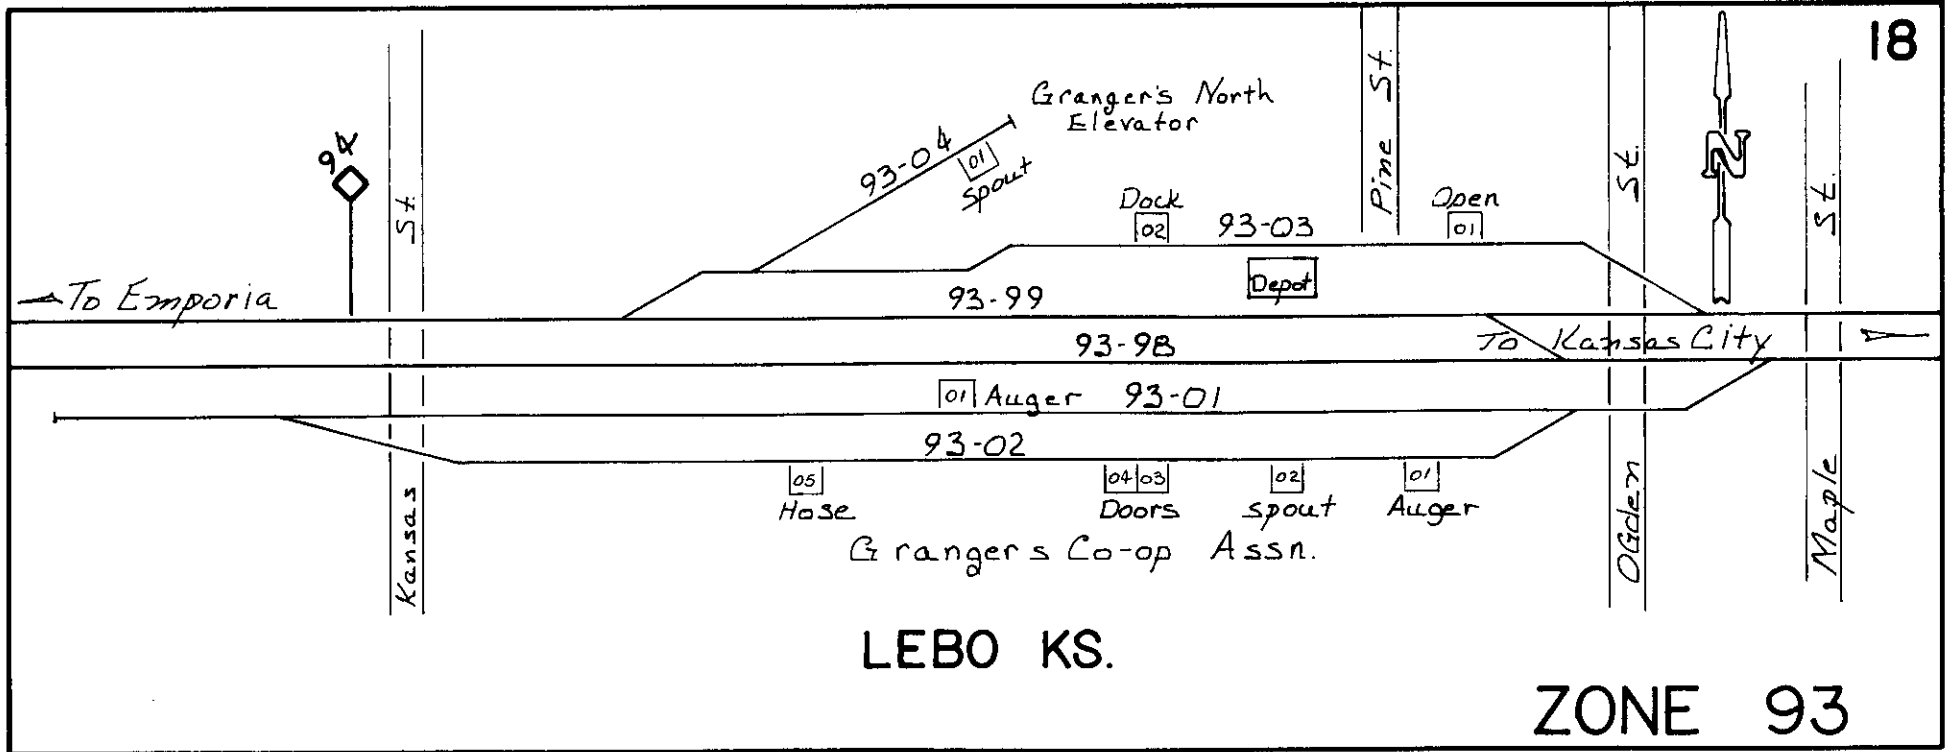 18
Granger's North
Elevator
94
93-04
01
Spout
St.
Pine St.
St.
N
St.
Dock
02
93-03
Open
01
Depot
To Emporia
93-99
93-98
To Kansas City
01 Auger 93-01
93-02
05
Hose
04 03
Doors
02
spout
01
Auger
Grangers Co-op Assn.
Kansas
OGden
Maple
LEBO KS.
ZONE 93